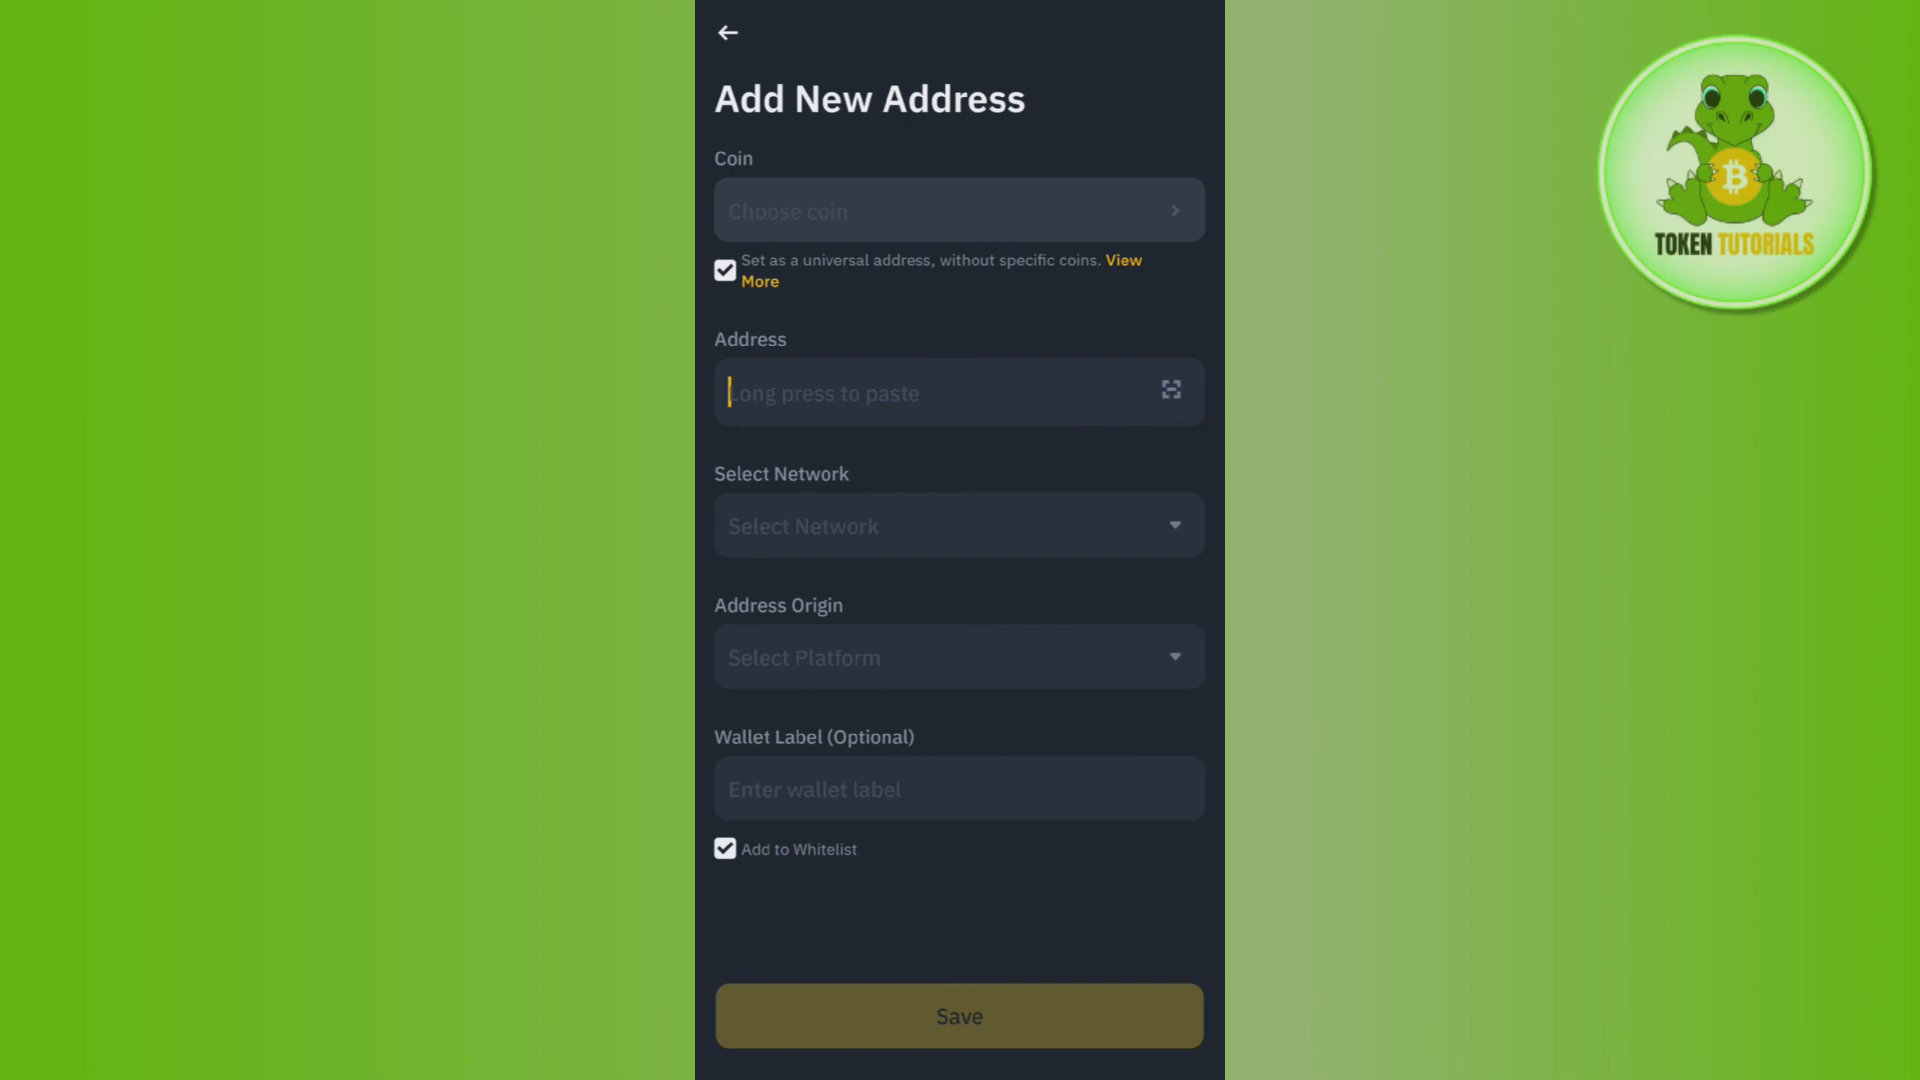 Add New Address
Coin
Choose coin
Set as a universal address, without specific coins. View
More
Address
Long press to paste
Select Network
Select Network
Address Origin
Select Platform
Wallet Label (Optional)
Enter wallet label
Add to Whitelist
Save
TOKEN TUTORIALS